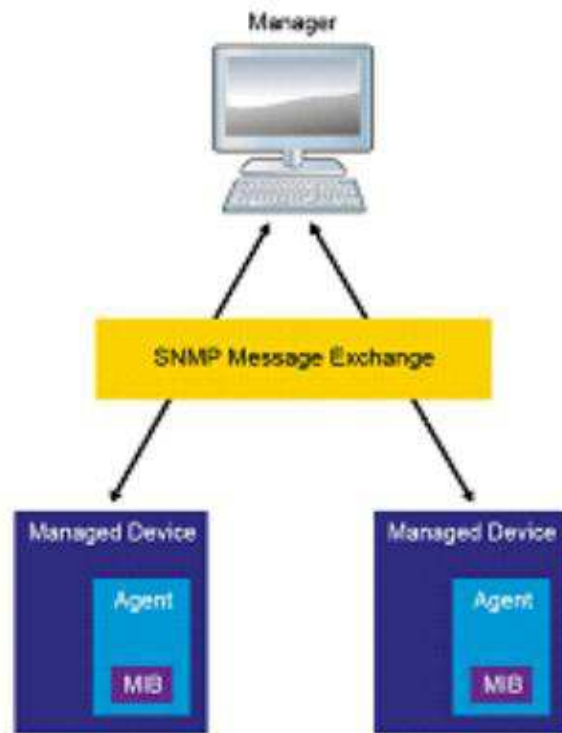 Manager
SNMP Message Exchange
Managed Device
Agent
MIB
Managed Device
Agent
MIB